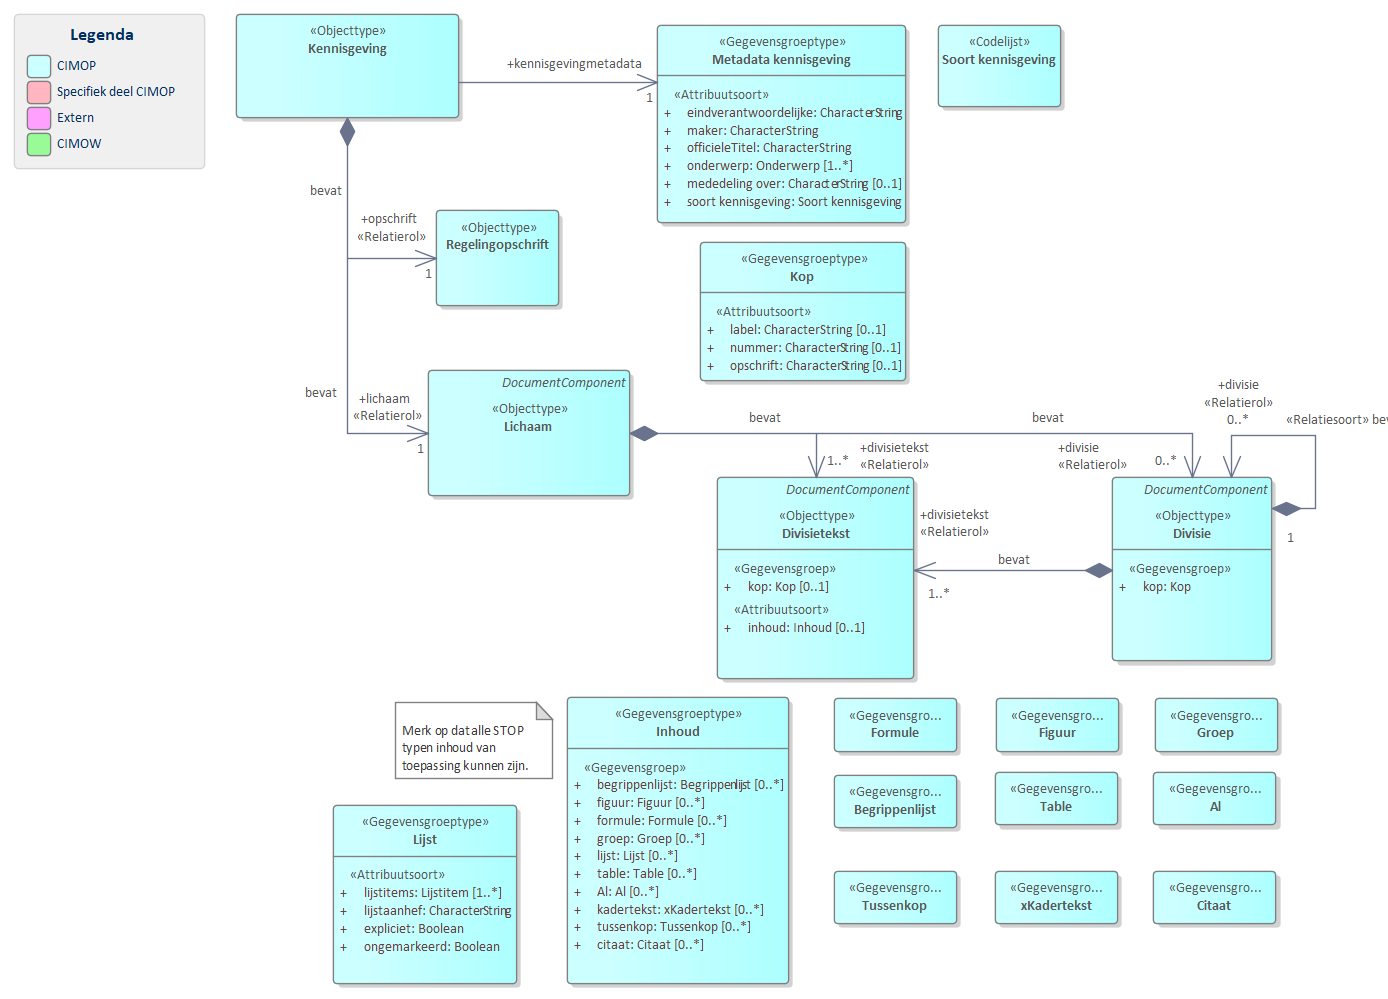 Legenda
CIMOP
Specifiek deel CIMOP
Extern
CIMOW
«Objecttype»
Kennisgeving
+kennisgevingmetadata
1
«Gegevensgroeptype»
Metadata kennisgeving
«Attribuutsoort»
+ eindverantwoordelijke: CharacterString
+ maker: CharacterString
+ officieleTitel: CharacterString
+ onderwerp: Onderwerp [1..*]
+ mededeling over: CharacterString [0..1]
+ soort kennisgeving: Soort kennisgeving
«Codelijst»
Soort kennisgeving
bevat
+opschrift
«Relatierol»
1
«Objecttype»
Regelingopschrift
«Gegevensgroeptype»
Kop
«Attribuutsoort»
+ label: CharacterString [0..1]
+ nummer: CharacterString [0..1]
+ opschrift: CharacterString [0..1]
bevat
+lichaam
«Relatierol»
1
DocumentComponent
«Objecttype»
Lichaam
bevat
bevat
+divisietekst
«Relatierol»
1..*
+divisie
«Relatierol»
0..*
+divisie
«Relatierol»
0..*
«Relatiesoort» bev
1
DocumentComponent
«Objecttype»
Divisietekst
«Gegevensgroep»
+ kop: Kop [0..1]
«Attribuutsoort»
+ inhoud: Inhoud [0..1]
+divisietekst
«Relatierol»
bevat
1..*
DocumentComponent
«Objecttype»
Divisie
«Gegevensgroep»
+ kop: Kop
Merk op dat alle STOP
typen inhoud van
toepassing kunnen zijn.
«Gegevensgroeptype»
Lijst
«Attribuutsoort»
+ lijstitems: Lijstitem [1..*]
+ lijstaanhef: CharacterString
+ expliciet: Boolean
+ ongemarkeerd: Boolean
«Gegevensgroeptype»
Inhoud
«Gegevensgroep»
+ begrippenlijst: Begrippenlijst [0..*]
+ figuur: Figuur [0..*]
+ formule: Formule [0..*]
+ groep: Groep [0..*]
+ lijst: Lijst [0..*]
+ table: Table [0..*]
+ Al: Al [0..*]
+ kadertekst: xKadertekst [0..*]
+ tussenkop: Tussenkop [0..*]
+ citaat: Citaat [0..*]
«Gegevensgro...
Formule
«Gegevensgro...
Figuur
«Gegevensgro...
Groep
«Gegevensgro...
Begrippenlijst
«Gegevensgro...
Table
«Gegevensgro...
Al
«Gegevensgro...
Tussenkop
«Gegevensgro...
xKadertekst
«Gegevensgro...
Citaat